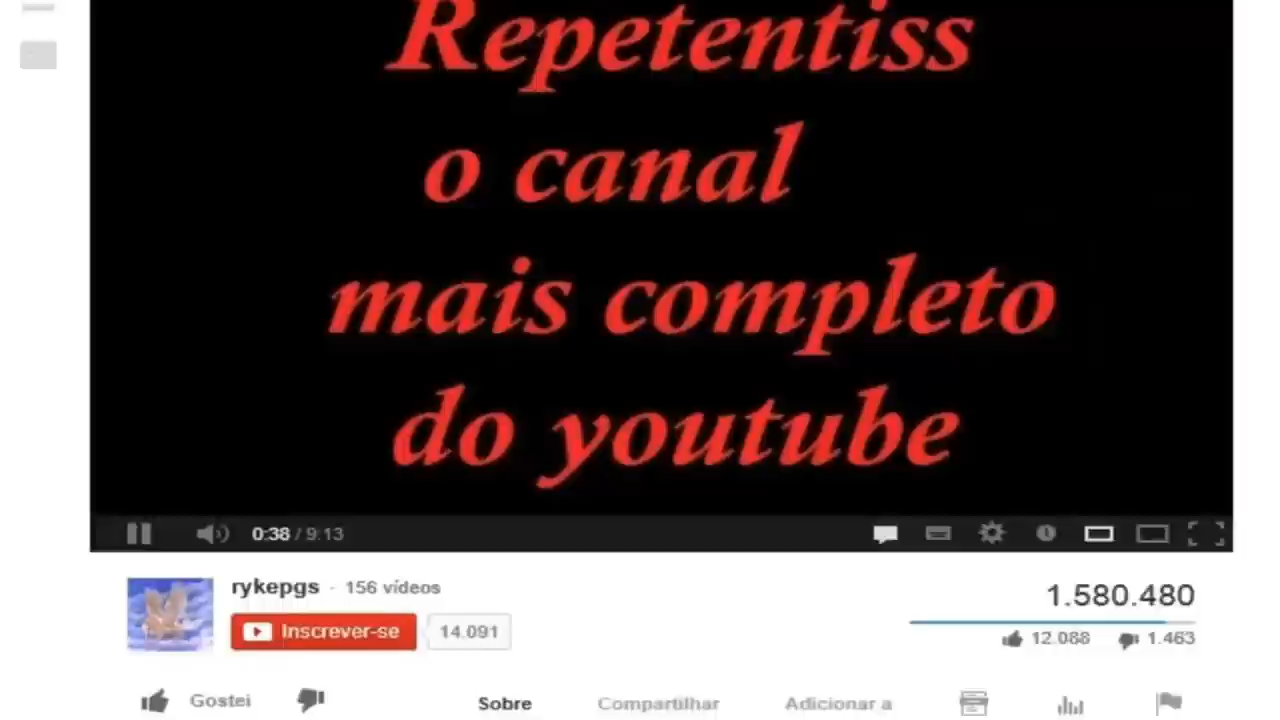 Repetentiss
o canal
mais completo
do youtube
0:38 / 9:13
rykepgs - 156 vídeos
1.580.480
Inscrever-se 14.091
12.088 1.463
Gostei Sobre Compartilhar Adicionar a